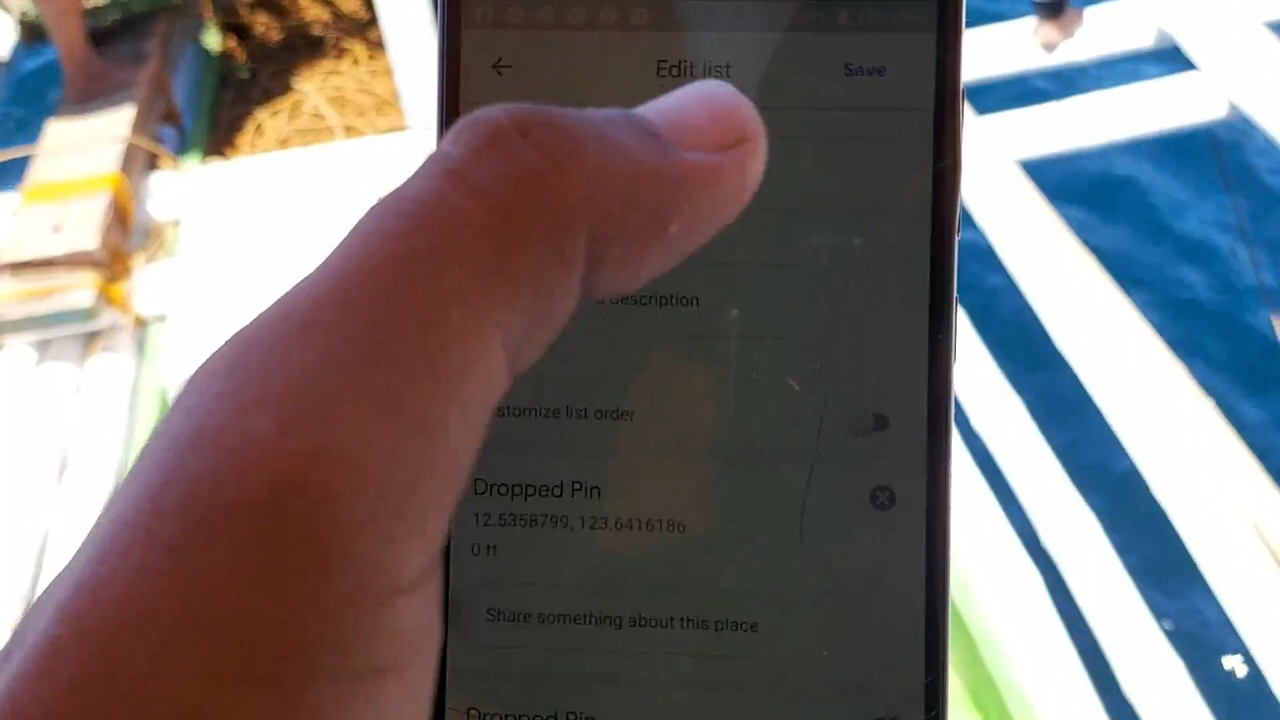 Edit list
Save
description
stomize list order
Dropped Pin
12.5358799, 123.6416186
0 ft
Share something about this place
Dropped Pin